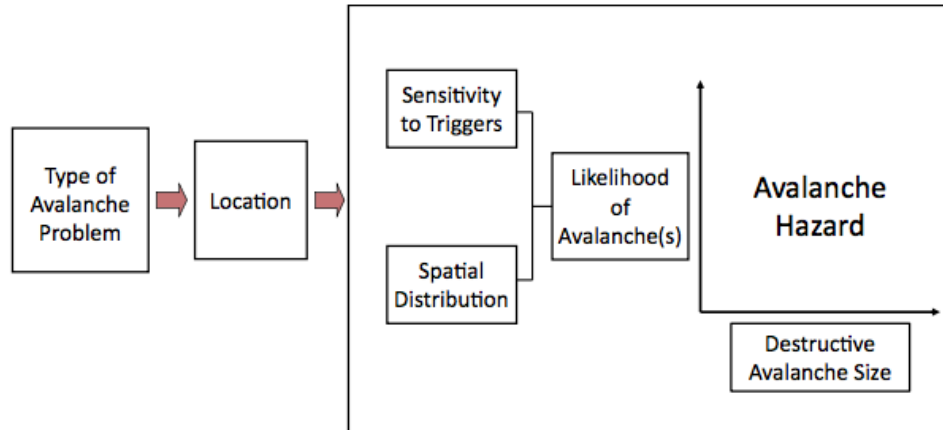 Type of
Avalanche
Problem
Location
Sensitivity
to Triggers
Spatial
Distribution
Likelihood
of
Avalanche(s)
Avalanche
Hazard
Destructive
Avalanche Size